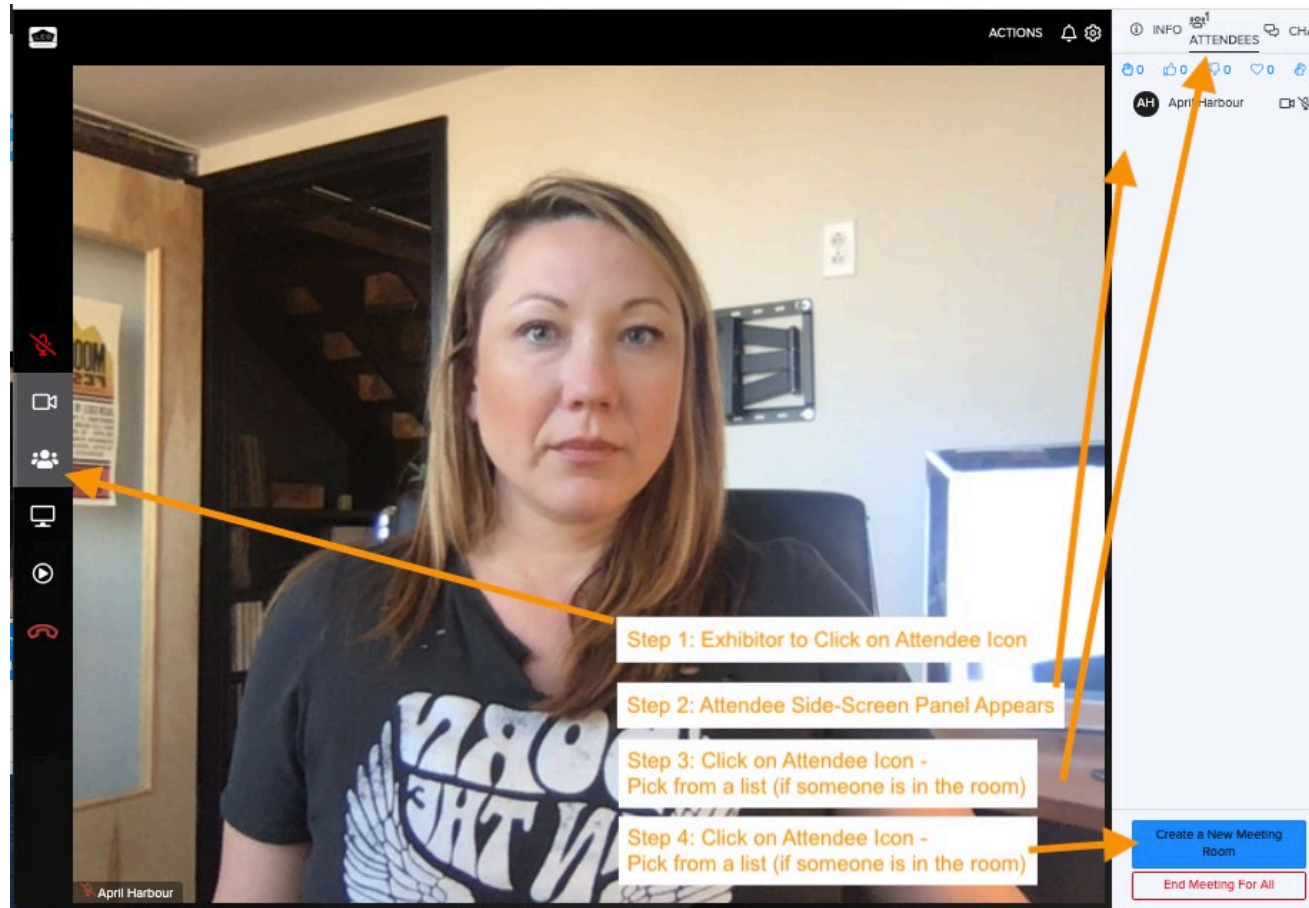 LEO
ACTIONS
INFO
1
ATTENDEES
0 0 0 0
AH April Harbour
Step 1: Exhibitor to Click on Attendee Icon
Step 2: Attendee Side-Screen Panel Appears
Step 3: Click on Attendee Icon -
Pick from a list (if someone is in the room)
Step 4: Click on Attendee Icon -
Pick from a list (if someone is in the room)
April Harbour
Create a New Meeting
Room
End Meeting For All